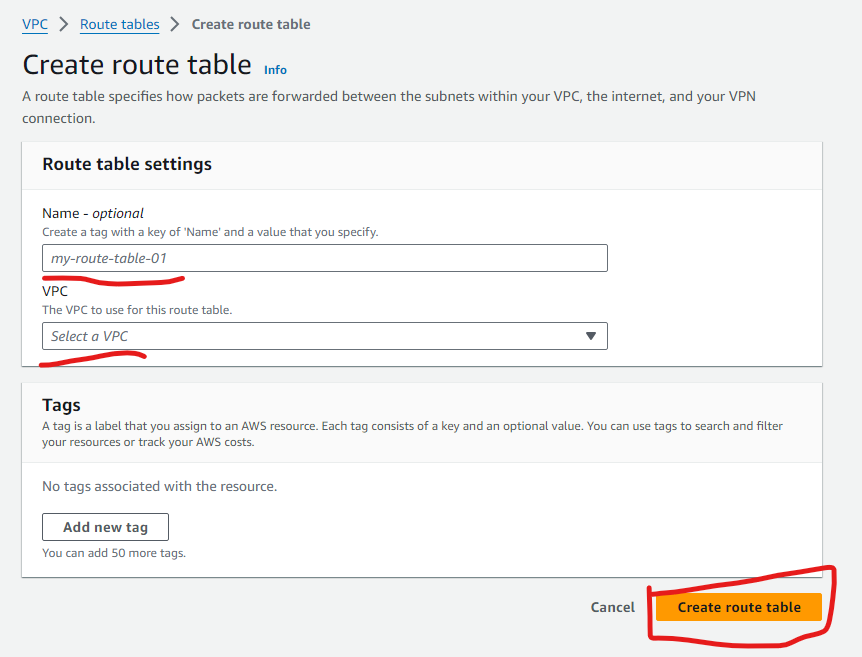 VPC > Route tables > Create route table
Create route table Info
A route table specifies how packets are forwarded between the subnets within your VPC, the internet, and your VPN
connection.
Route table settings
Name - optional
Create a tag with a key of 'Name' and a value that you specify.
my-route-table-01
VPC
The VPC to use for this route table.
Select a VPC
Tags
A tag is a label that you assign to an AWS resource. Each tag consists of a key and an optional value. You can use tags to search and filter
your resources or track your AWS costs.
No tags associated with the resource.
Add new tag
You can add 50 more tags.
Cancel Create route table